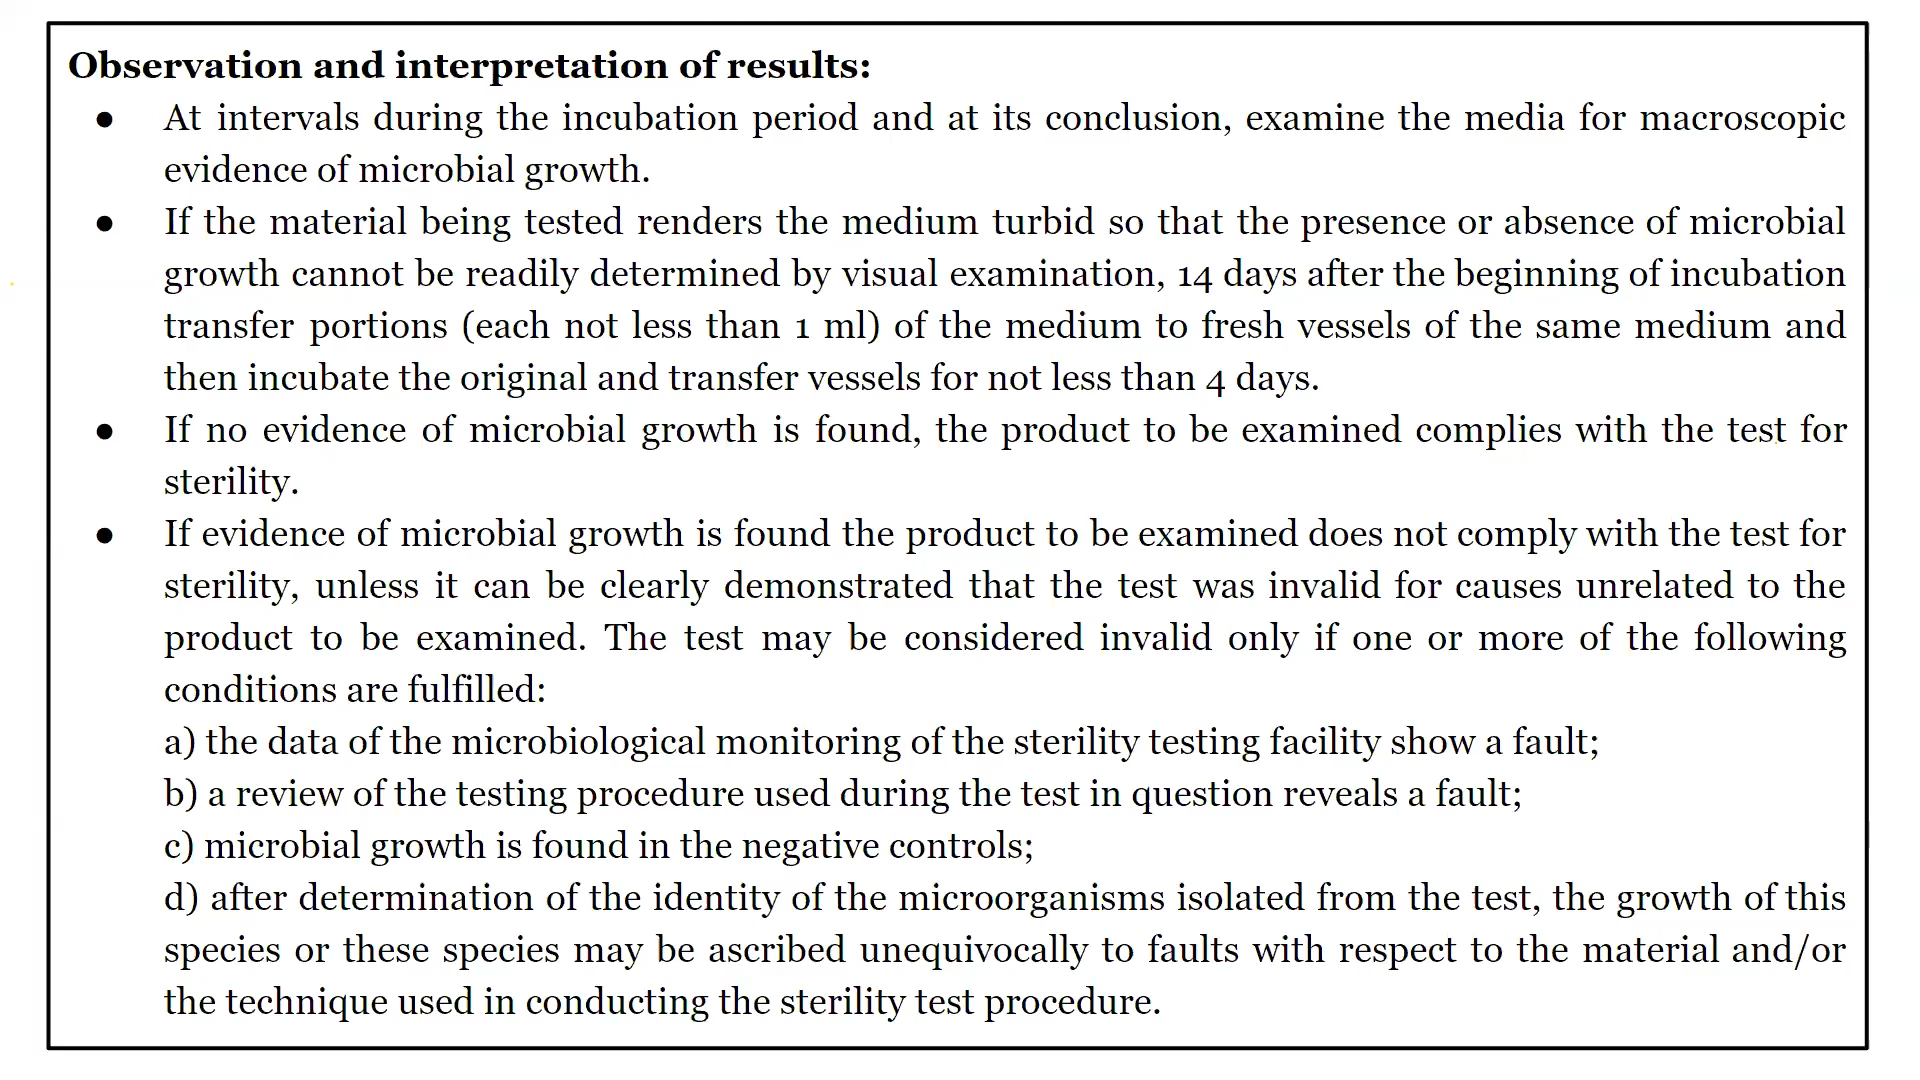 Observation and interpretation of results:
● At intervals during the incubation period and at its conclusion, examine the media for macroscopic
evidence of microbial growth.
● If the material being tested renders the medium turbid so that the presence or absence of microbial
growth cannot be readily determined by visual examination, 14 days after the beginning of incubation
transfer portions (each not less than 1 ml) of the medium to fresh vessels of the same medium and
then incubate the original and transfer vessels for not less than 4 days.
● If no evidence of microbial growth is found, the product to be examined complies with the test for
sterility.
● If evidence of microbial growth is found the product to be examined does not comply with the test for
sterility, unless it can be clearly demonstrated that the test was invalid for causes unrelated to the
product to be examined. The test may be considered invalid only if one or more of the following
conditions are fulfilled:
a) the data of the microbiological monitoring of the sterility testing facility show a fault;
b) a review of the testing procedure used during the test in question reveals a fault;
c) microbial growth is found in the negative controls;
d) after determination of the identity of the microorganisms isolated from the test, the growth of this
species or these species may be ascribed unequivocally to faults with respect to the material and/or
the technique used in conducting the sterility test procedure.